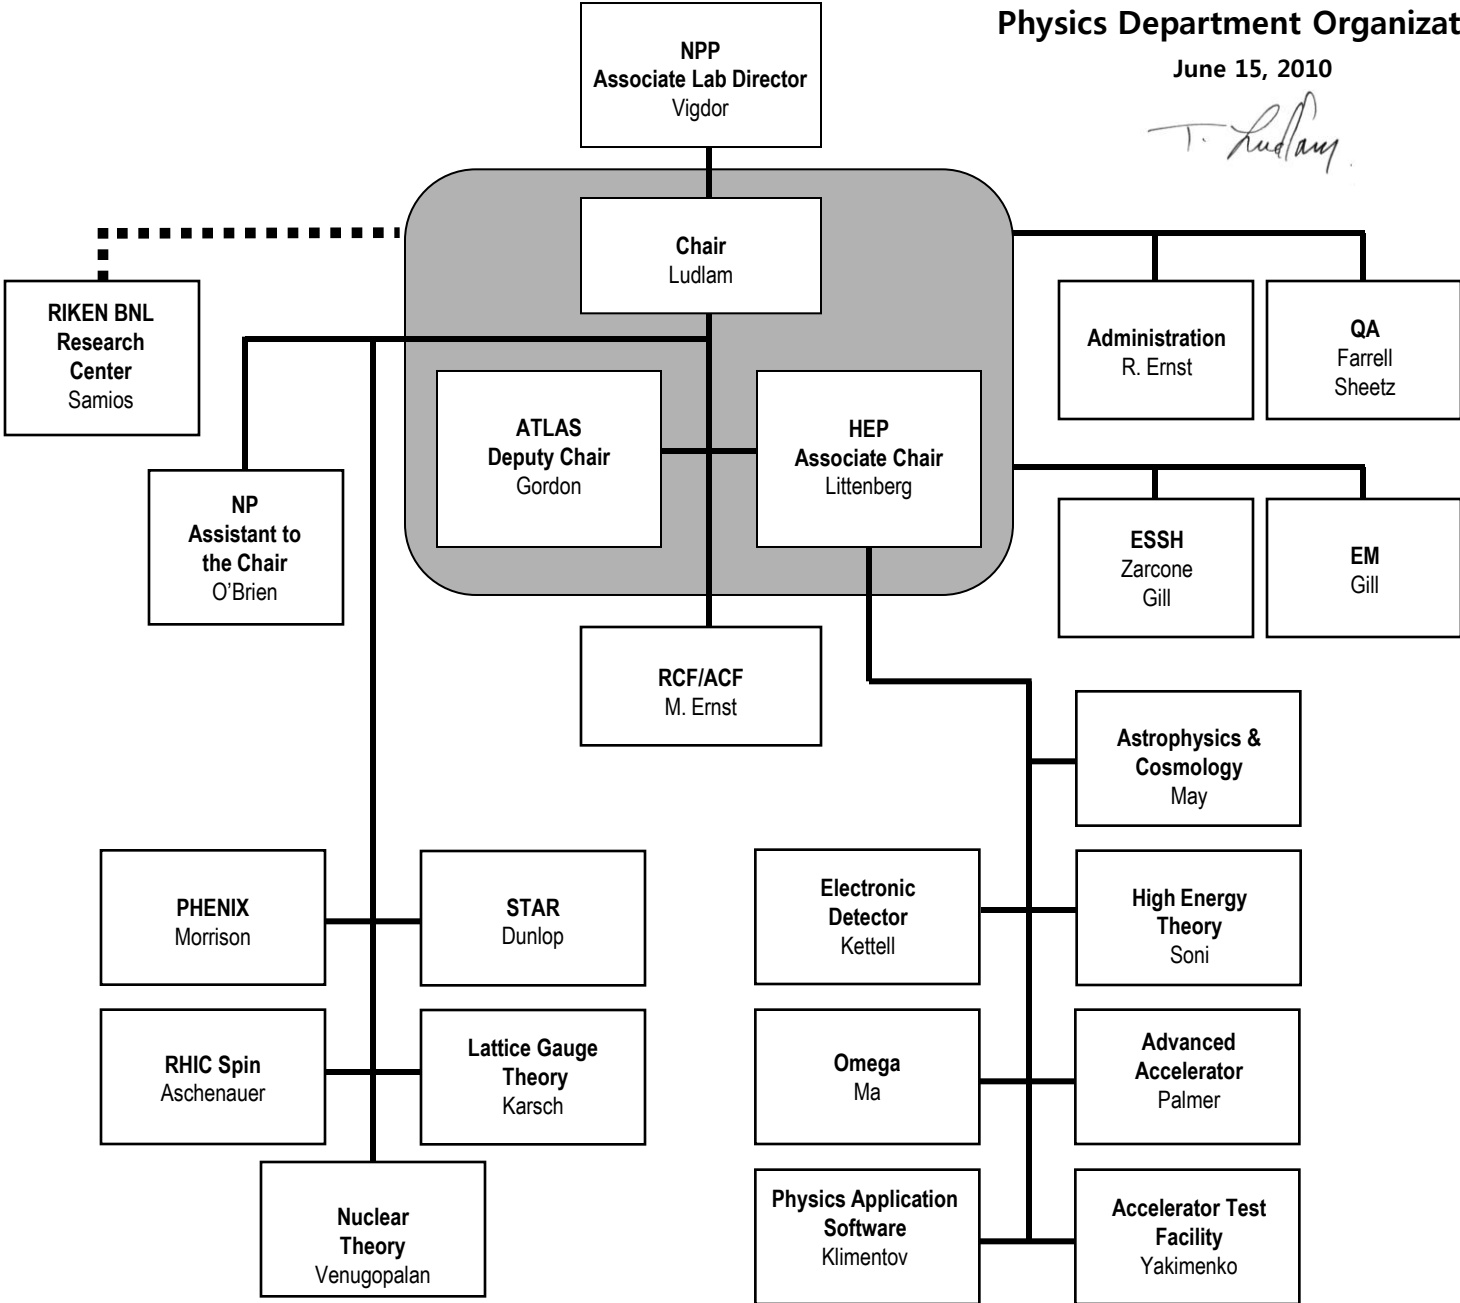 Physics Department Organizat
June 15, 2010
T. Ludlam
NPP
Associate Lab Director
Vigdor
Chair
Ludlam
RIKEN BNL
Research
Center
Samios
Administration
R. Ernst
QA
Farrell
Sheetz
ATLAS
Deputy Chair
Gordon
HEP
Associate Chair
Littenberg
NP
Assistant to
the Chair
O’Brien
ESSH
Zarcone
Gill
EM
Gill
RCF/ACF
M. Ernst
Astrophysics &
Cosmology
May
PHENIX
Morrison
STAR
Dunlop
Electronic
Detector
Kettell
High Energy
Theory
Soni
RHIC Spin
Aschenauer
Lattice Gauge
Theory
Karsch
Omega
Ma
Advanced
Accelerator
Palmer
Nuclear
Theory
Venugopalan
Physics Application
Software
Klimentov
Accelerator Test
Facility
Yakimenko